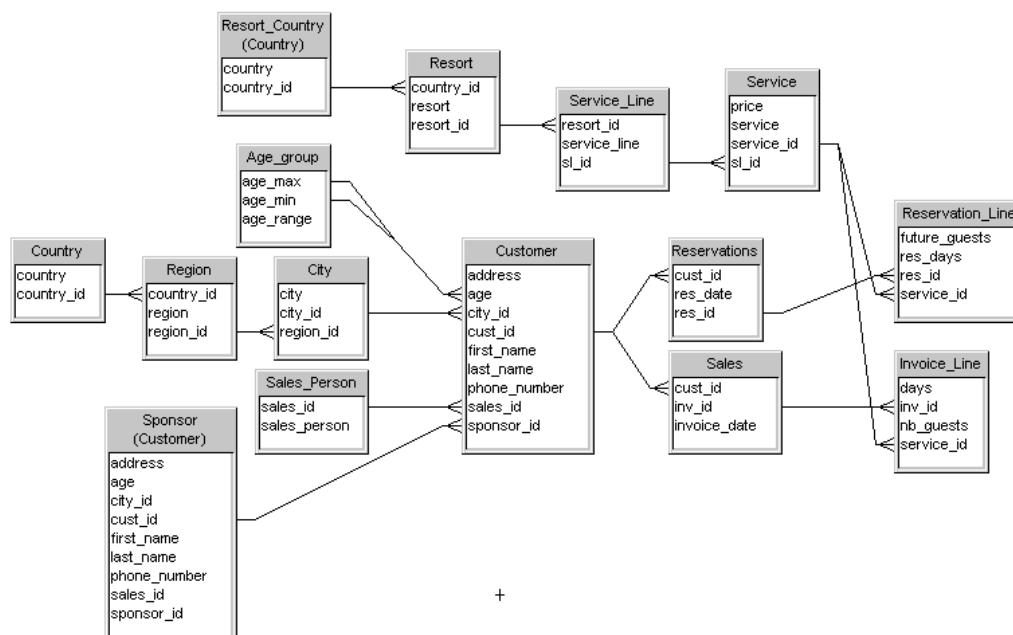 Resort_Country
(Country)
country
country_id
Resort
country_id
resort
resort_id
Service_Line
resort_id
service_line
sl_id
Service
price
service
service_id
sl_id
Age_group
age_max
age_min
age_range
Reservation_Line
future_guests
res_days
res_id
service_id
Country
country
country_id
Region
country_id
region
region_id
City
city
city_id
region_id
Customer
address
age
city_id
cust_id
first_name
last_name
phone_number
sales_id
sponsor_id
Reservations
cust_id
res_date
res_id
Sales
cust_id
inv_id
invoice_date
Invoice_Line
days
inv_id
nb_guests
service_id
Sales_Person
sales_id
sales_person
Sponsor
(Customer)
address
age
city_id
cust_id
first_name
last_name
phone_number
sales_id
sponsor_id